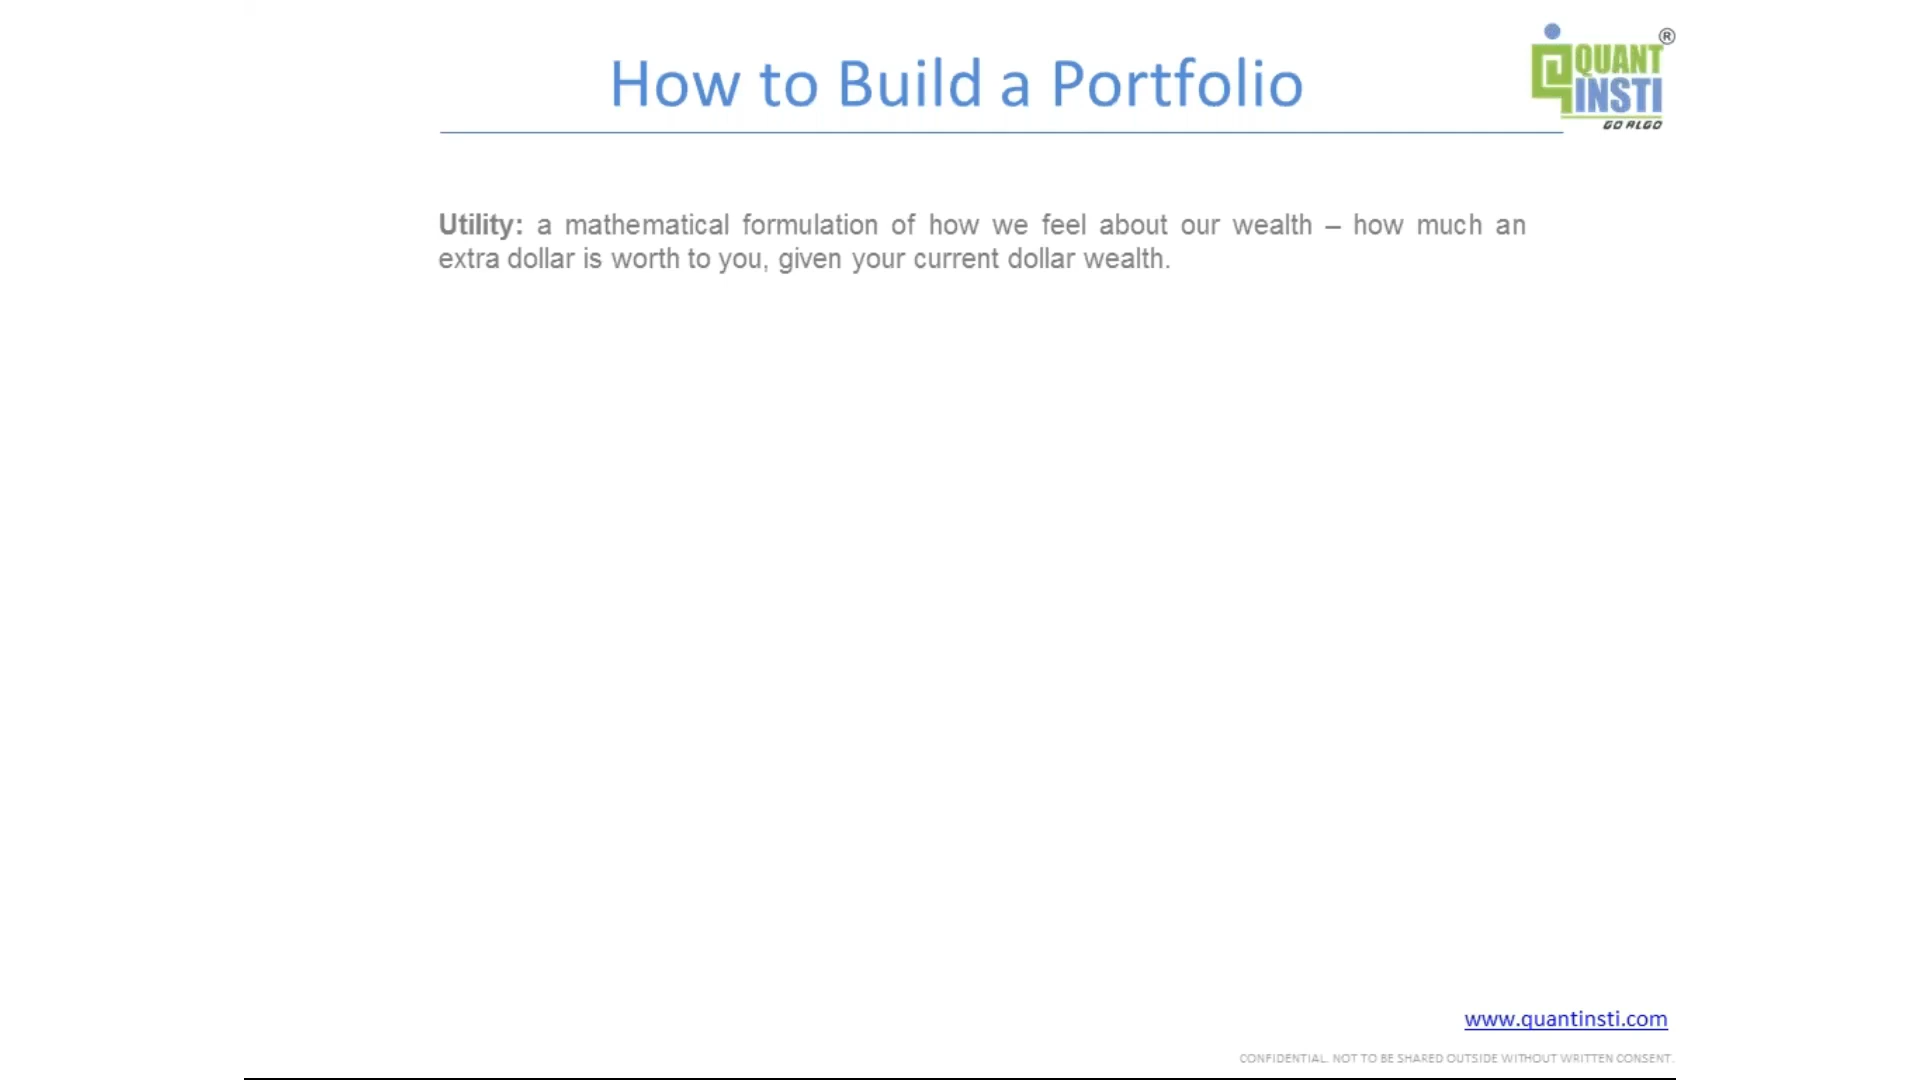 How to Build a Portfolio
QUANT
INSTI
®
GO ALGO
Utility: a mathematical formulation of how we feel about our wealth – how much an
extra dollar is worth to you, given your current dollar wealth.
www.quantinsti.com
CONFIDENTIAL. NOT TO BE SHARED OUTSIDE WITHOUT WRITTEN CONSENT.